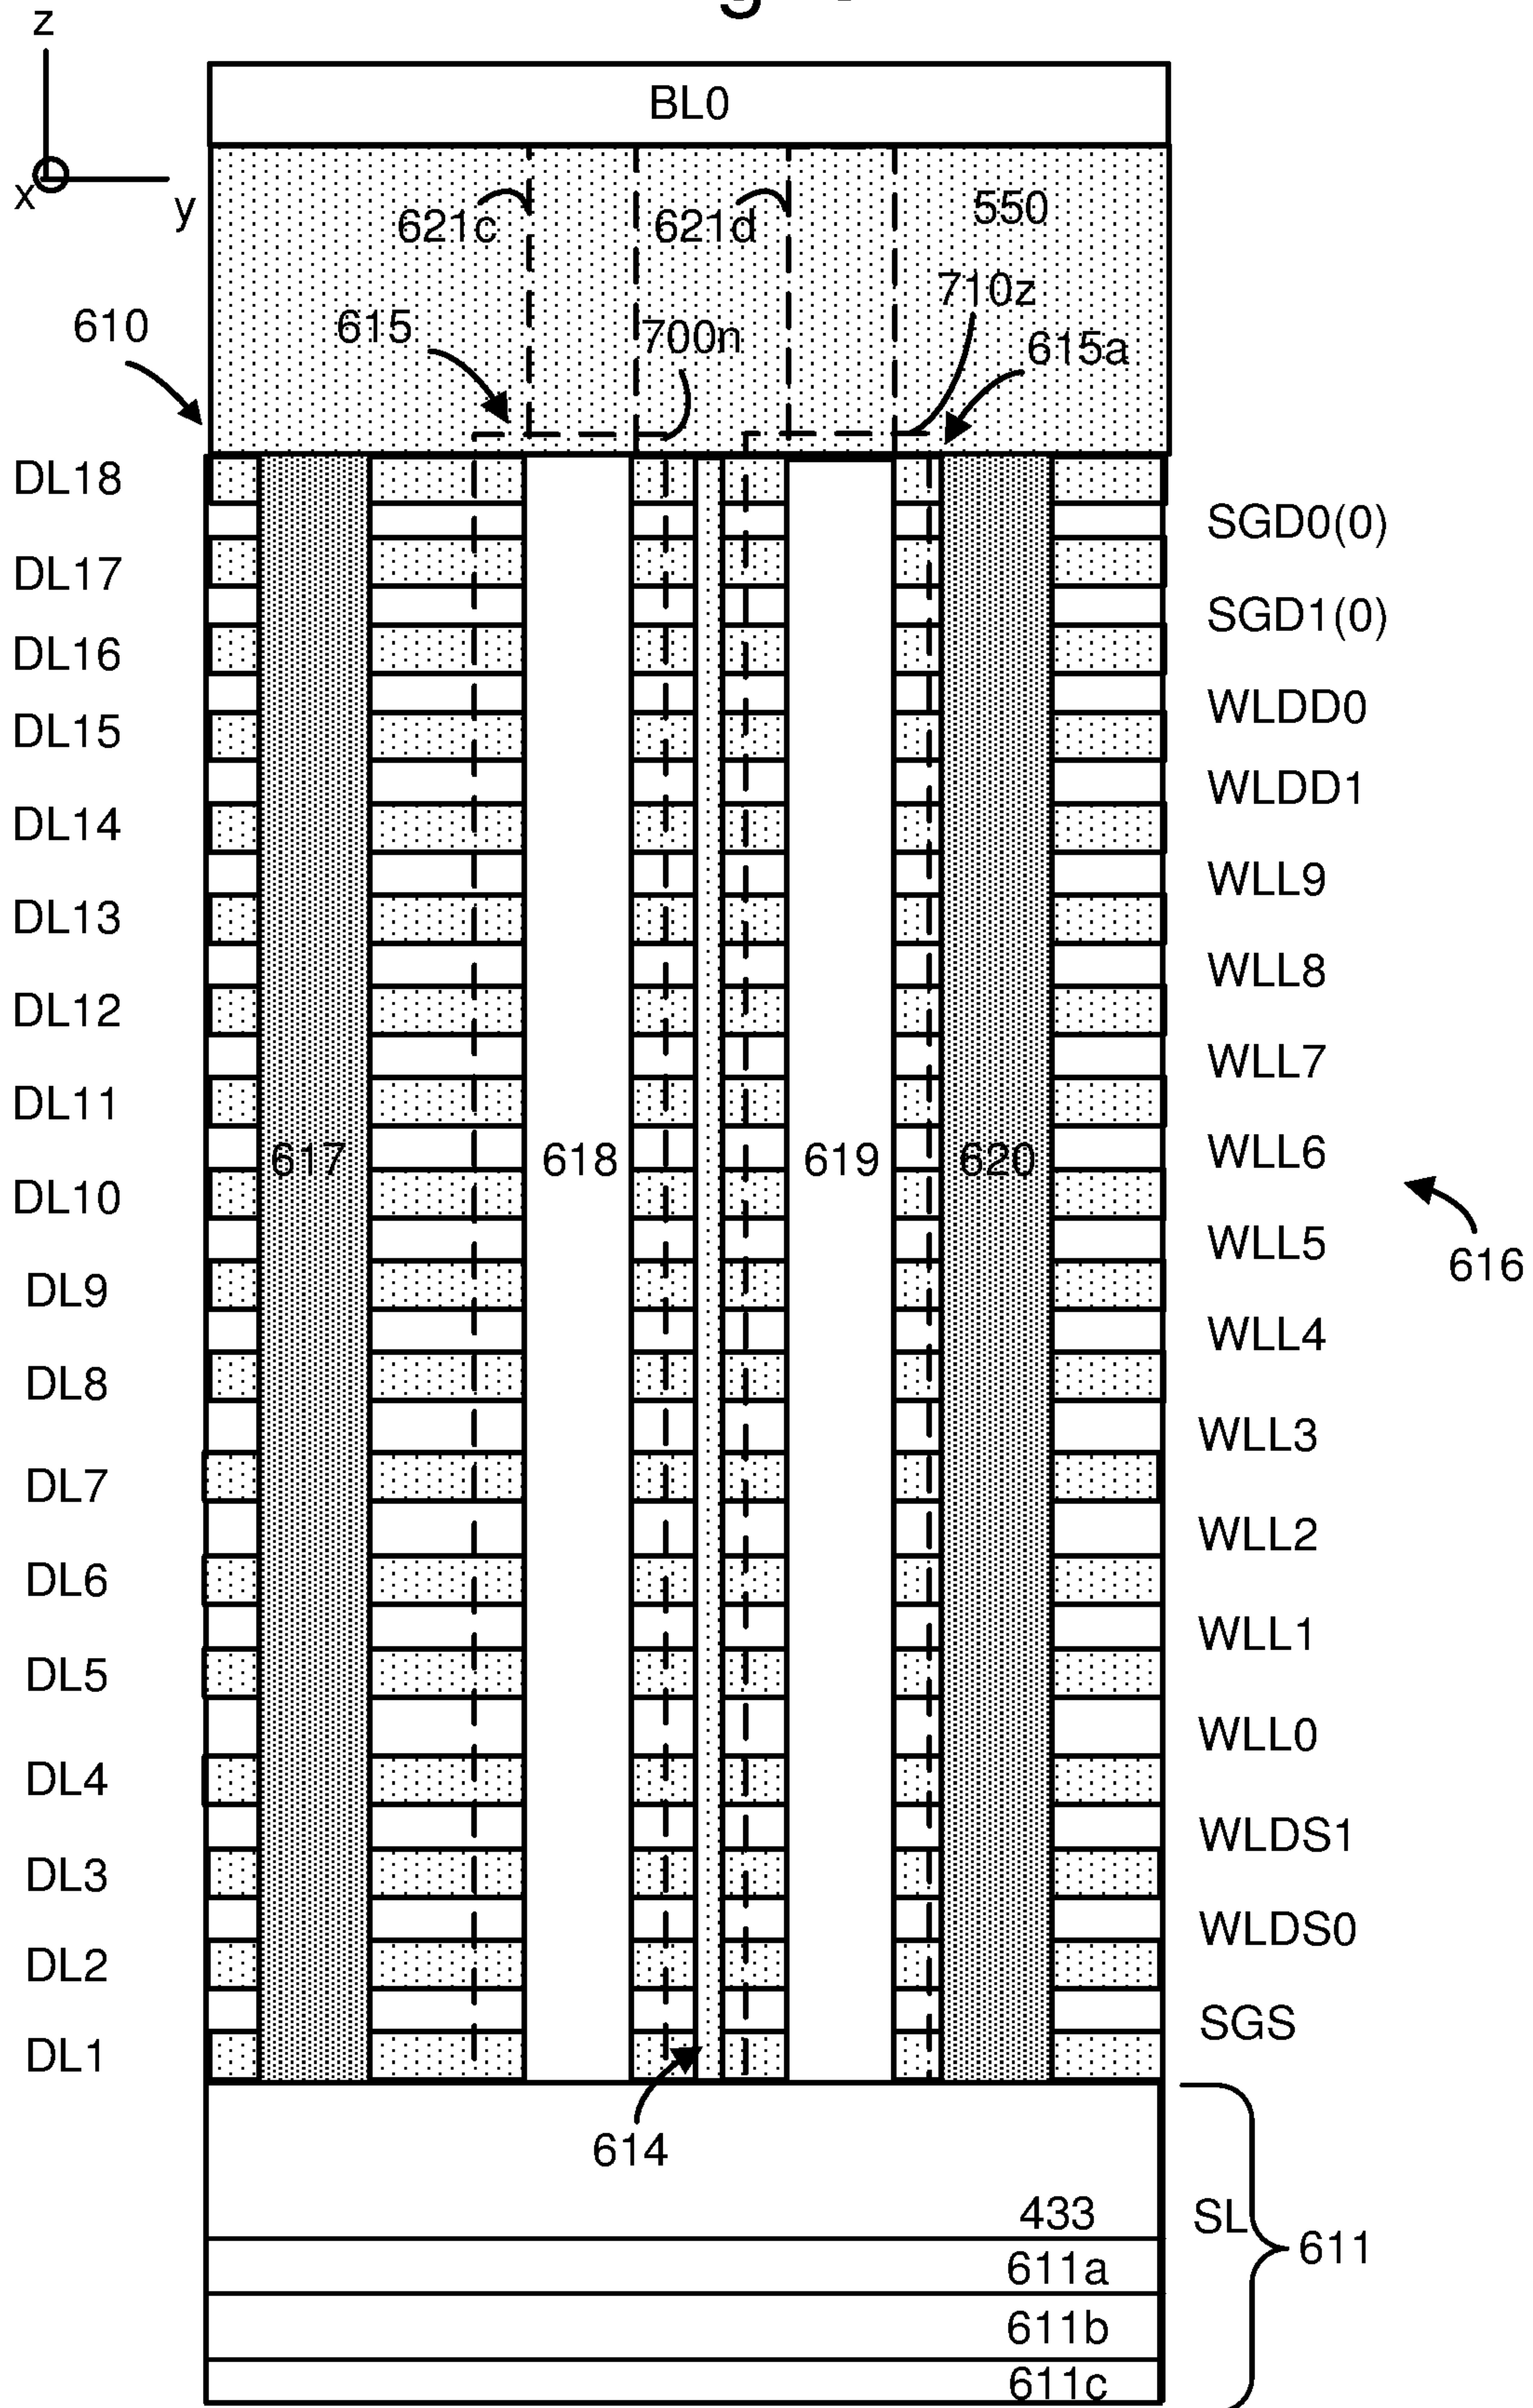 z
BL0
x
y
621c
621d
550
710z
610
615
700n
615a
DL18
SGD0(0)
DL17
SGD1(0)
DL16
WLDD0
DL15
WLDD1
DL14
WLL9
DL13
WLL8
DL12
WLL7
DL11
WLL6
617
618
619
620
DL10
616
WLL5
DL9
WLL4
DL8
WLL3
DL7
WLL2
DL6
WLL1
DL5
WLL0
DL4
WLDS1
DL3
WLDS0
DL2
SGS
DL1
614
433
SL
611
611a
611b
611c